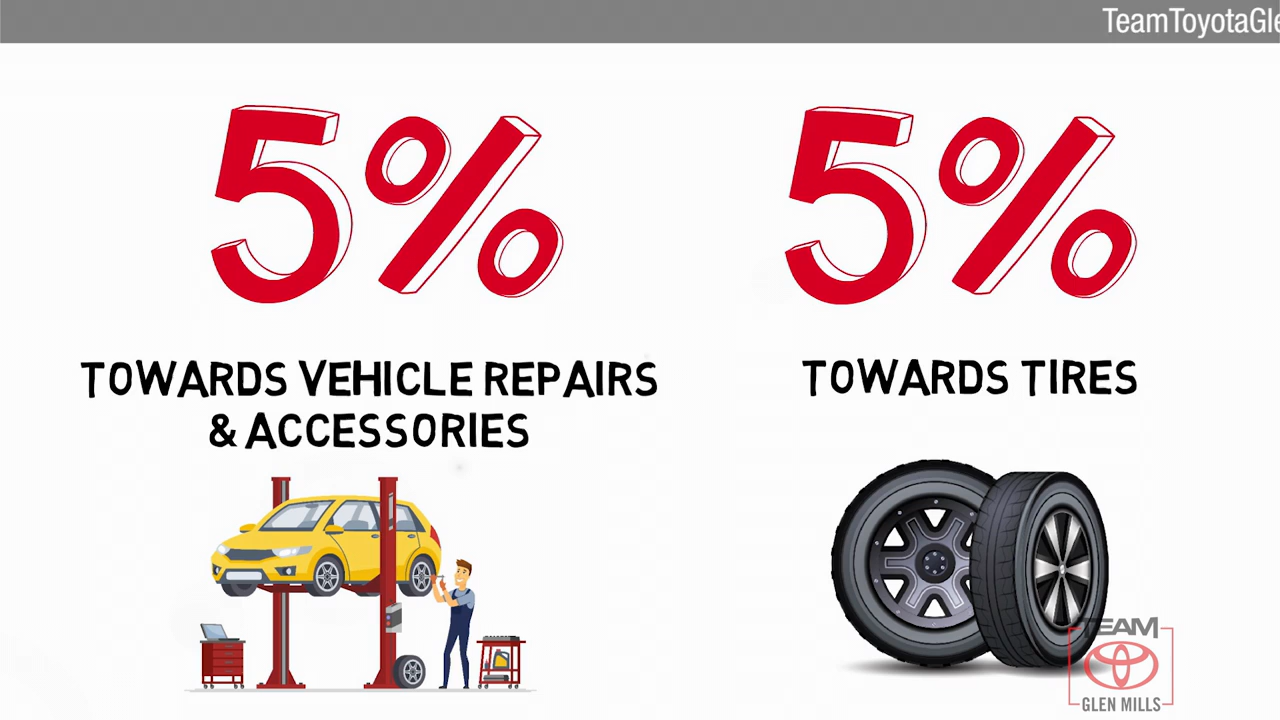 TeamToyotaGle
5% 5%
TOWARDS VEHICLE REPAIRS
& ACCESSORIES
TOWARDS TIRES
TEAM
GLEN MILLS